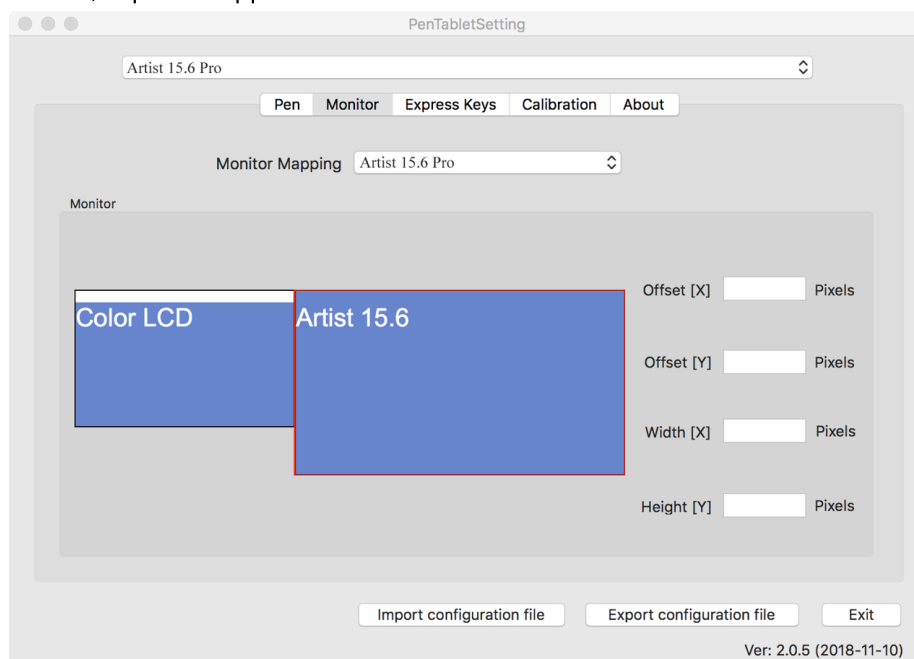 PenTabletSetting
Artist 15.6 Pro
Pen Monitor Express Keys Calibration About
Monitor Mapping Artist 15.6 Pro
Monitor
Color LCD Artist 15.6
Offset [X] Pixels
Offset [Y] Pixels
Width [X] Pixels
Height [Y] Pixels
Import configuration file Export configuration file Exit
Ver: 2.0.5 (2018-11-10)